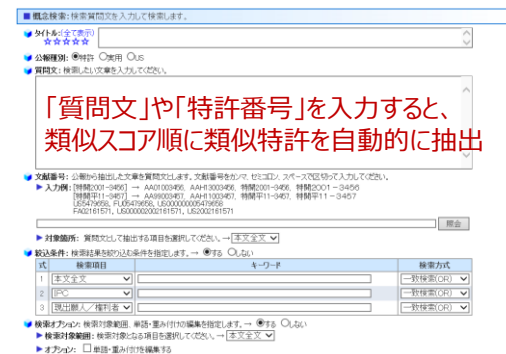 ■ 概念検索: 検索質問文を入力して検索します。
タイトル:(全て表示)
☆☆☆☆☆
公報種別: ◉特許 ○実用 ○US
質問文: 検索したい文章を入力してください。
「質問文」や「特許番号」を入力すると、
類似スコア順に類似特許を自動的に抽出
文献番号: 公報から抽出した文章を質問文とします。文献番号をカンマ、セミコロン、スペースで区切って入力してください。
▶ 入力例: [特開2001-3456] → AA01003456, AAH13003456, 特開2001-3456, 特開2001－3456
[特開平11-3457] → AA99003457, AAH11003457, 特開平11-3457, 特開平11－3457
US5479658, FU05479658, US000000005479658
FA02161571, US00000002002161571, US2002161571
照会
▶ 対象箇所: 質問文として抽出する項目を選択してください。→ 本文全文
絞込条件: 検索結果を絞り込む条件を指定します。→ ◉する ○しない
式 検索項目 キーワード 検索方式
1 本文全文 一致検索(OR)
2 IPC 一致検索(OR)
3 現出願人／権利者 一致検索(OR)
検索オプション: 検索対象範囲、単語・重み付けの編集を指定します。→ ◉する ○しない
▶ 検索対象範囲: 検索対象となる項目を選択してください。→ 本文全文
▶ オプション: □ 単語・重み付けを編集する